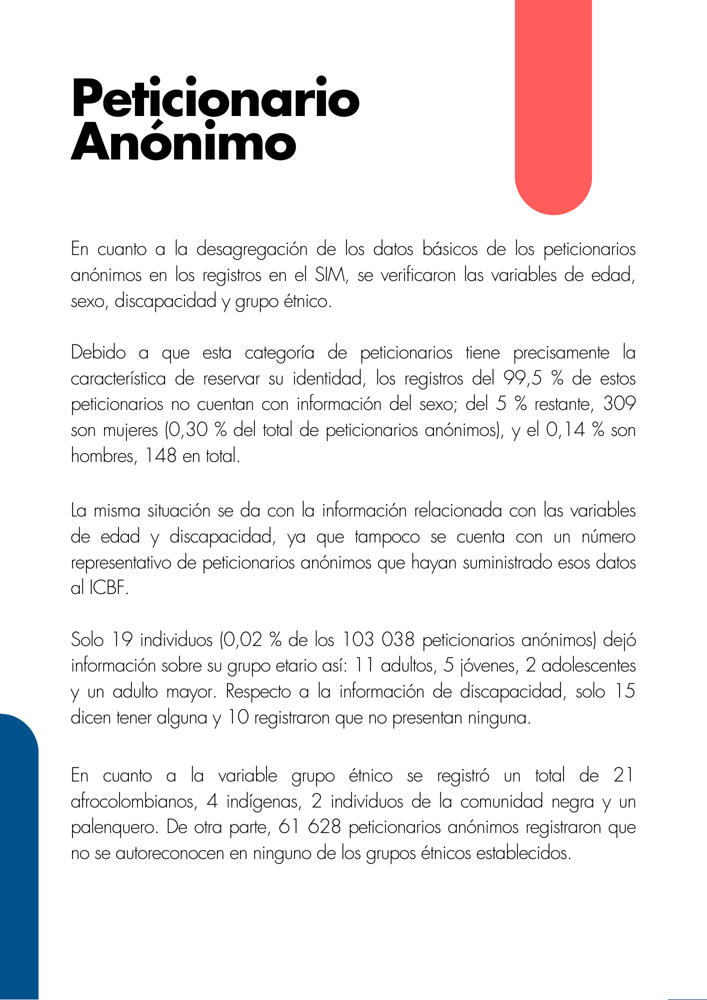 Peticionario
Anónimo
En cuanto a la desagregación de los datos básicos de los peticionarios
anónimos en los registros en el SIM, se verificaron las variables de edad,
sexo, discapacidad y grupo étnico.
Debido a que esta categoría de peticionarios tiene precisamente la
característica de reservar su identidad, los registros del 99,5 % de estos
peticionarios no cuentan con información del sexo; del 5 % restante, 309
son mujeres (0,30 % del total de peticionarios anónimos), y el 0,14 % son
hombres, 148 en total.
La misma situación se da con la información relacionada con las variables
de edad y discapacidad, ya que tampoco se cuenta con un número
representativo de peticionarios anónimos que hayan suministrado esos datos
al ICBF.
Solo 19 individuos (0,02 % de los 103 038 peticionarios anónimos) dejó
información sobre su grupo etario así: 11 adultos, 5 jóvenes, 2 adolescentes
y un adulto mayor. Respecto a la información de discapacidad, solo 15
dicen tener alguna y 10 registraron que no presentan ninguna.
En cuanto a la variable grupo étnico se registró un total de 21
afrocolombianos, 4 indígenas, 2 individuos de la comunidad negra y un
palenquero. De otra parte, 61 628 peticionarios anónimos registraron que
no se autoreconocen en ninguno de los grupos étnicos establecidos.